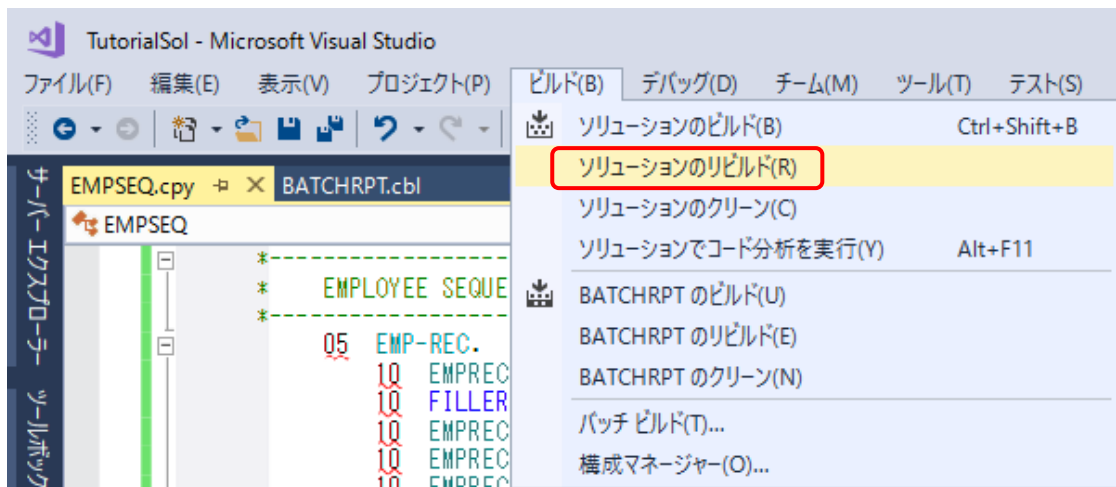 TutorialSol - Microsoft Visual Studio
ファイル(F) 編集(E) 表示(V) プロジェクト(P) ビルド(B) デバッグ(D) チーム(M) ツール(T) テスト(S)
ソリューションのビルド(B) Ctrl+Shift+B
ソリューションのリビルド(R)
ソリューションのクリーン(C)
ソリューションでコード分析を実行(Y) Alt+F11
BATCHRPT のビルド(U)
BATCHRPT のリビルド(E)
BATCHRPT のクリーン(N)
バッチ ビルド(T)...
構成マネージャー(O)...
サーバー エクスプローラー
ツールボック
EMPSEQ.cpy BATCHRPT.cbl
EMPSEQ
*------------------
* EMPLOYEE SEQUE
*------------------
05 EMP-REC.
10 EMPREC
10 FILLER
10 EMPREC
10 EMPREC
10 EMPREC